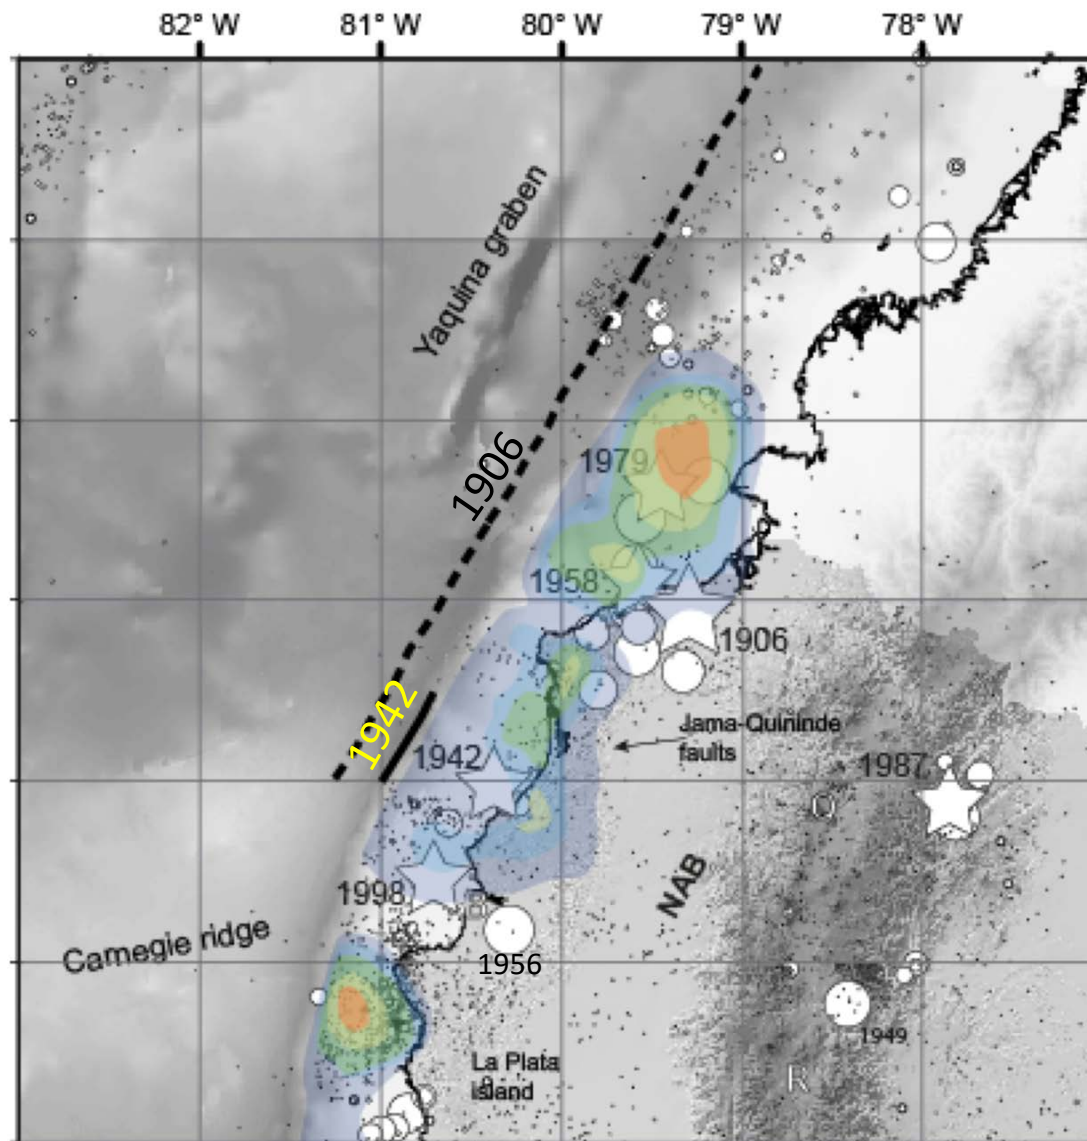 82° W 81° W 80° W 79° W 78° W
Yaquina graben
1906
1979
1958
1906
1942
1942
Jama-Quininde
faults
1987
Q
1998
B
NAB
Carnegie ridge
1956
1949
La Plata
island
R